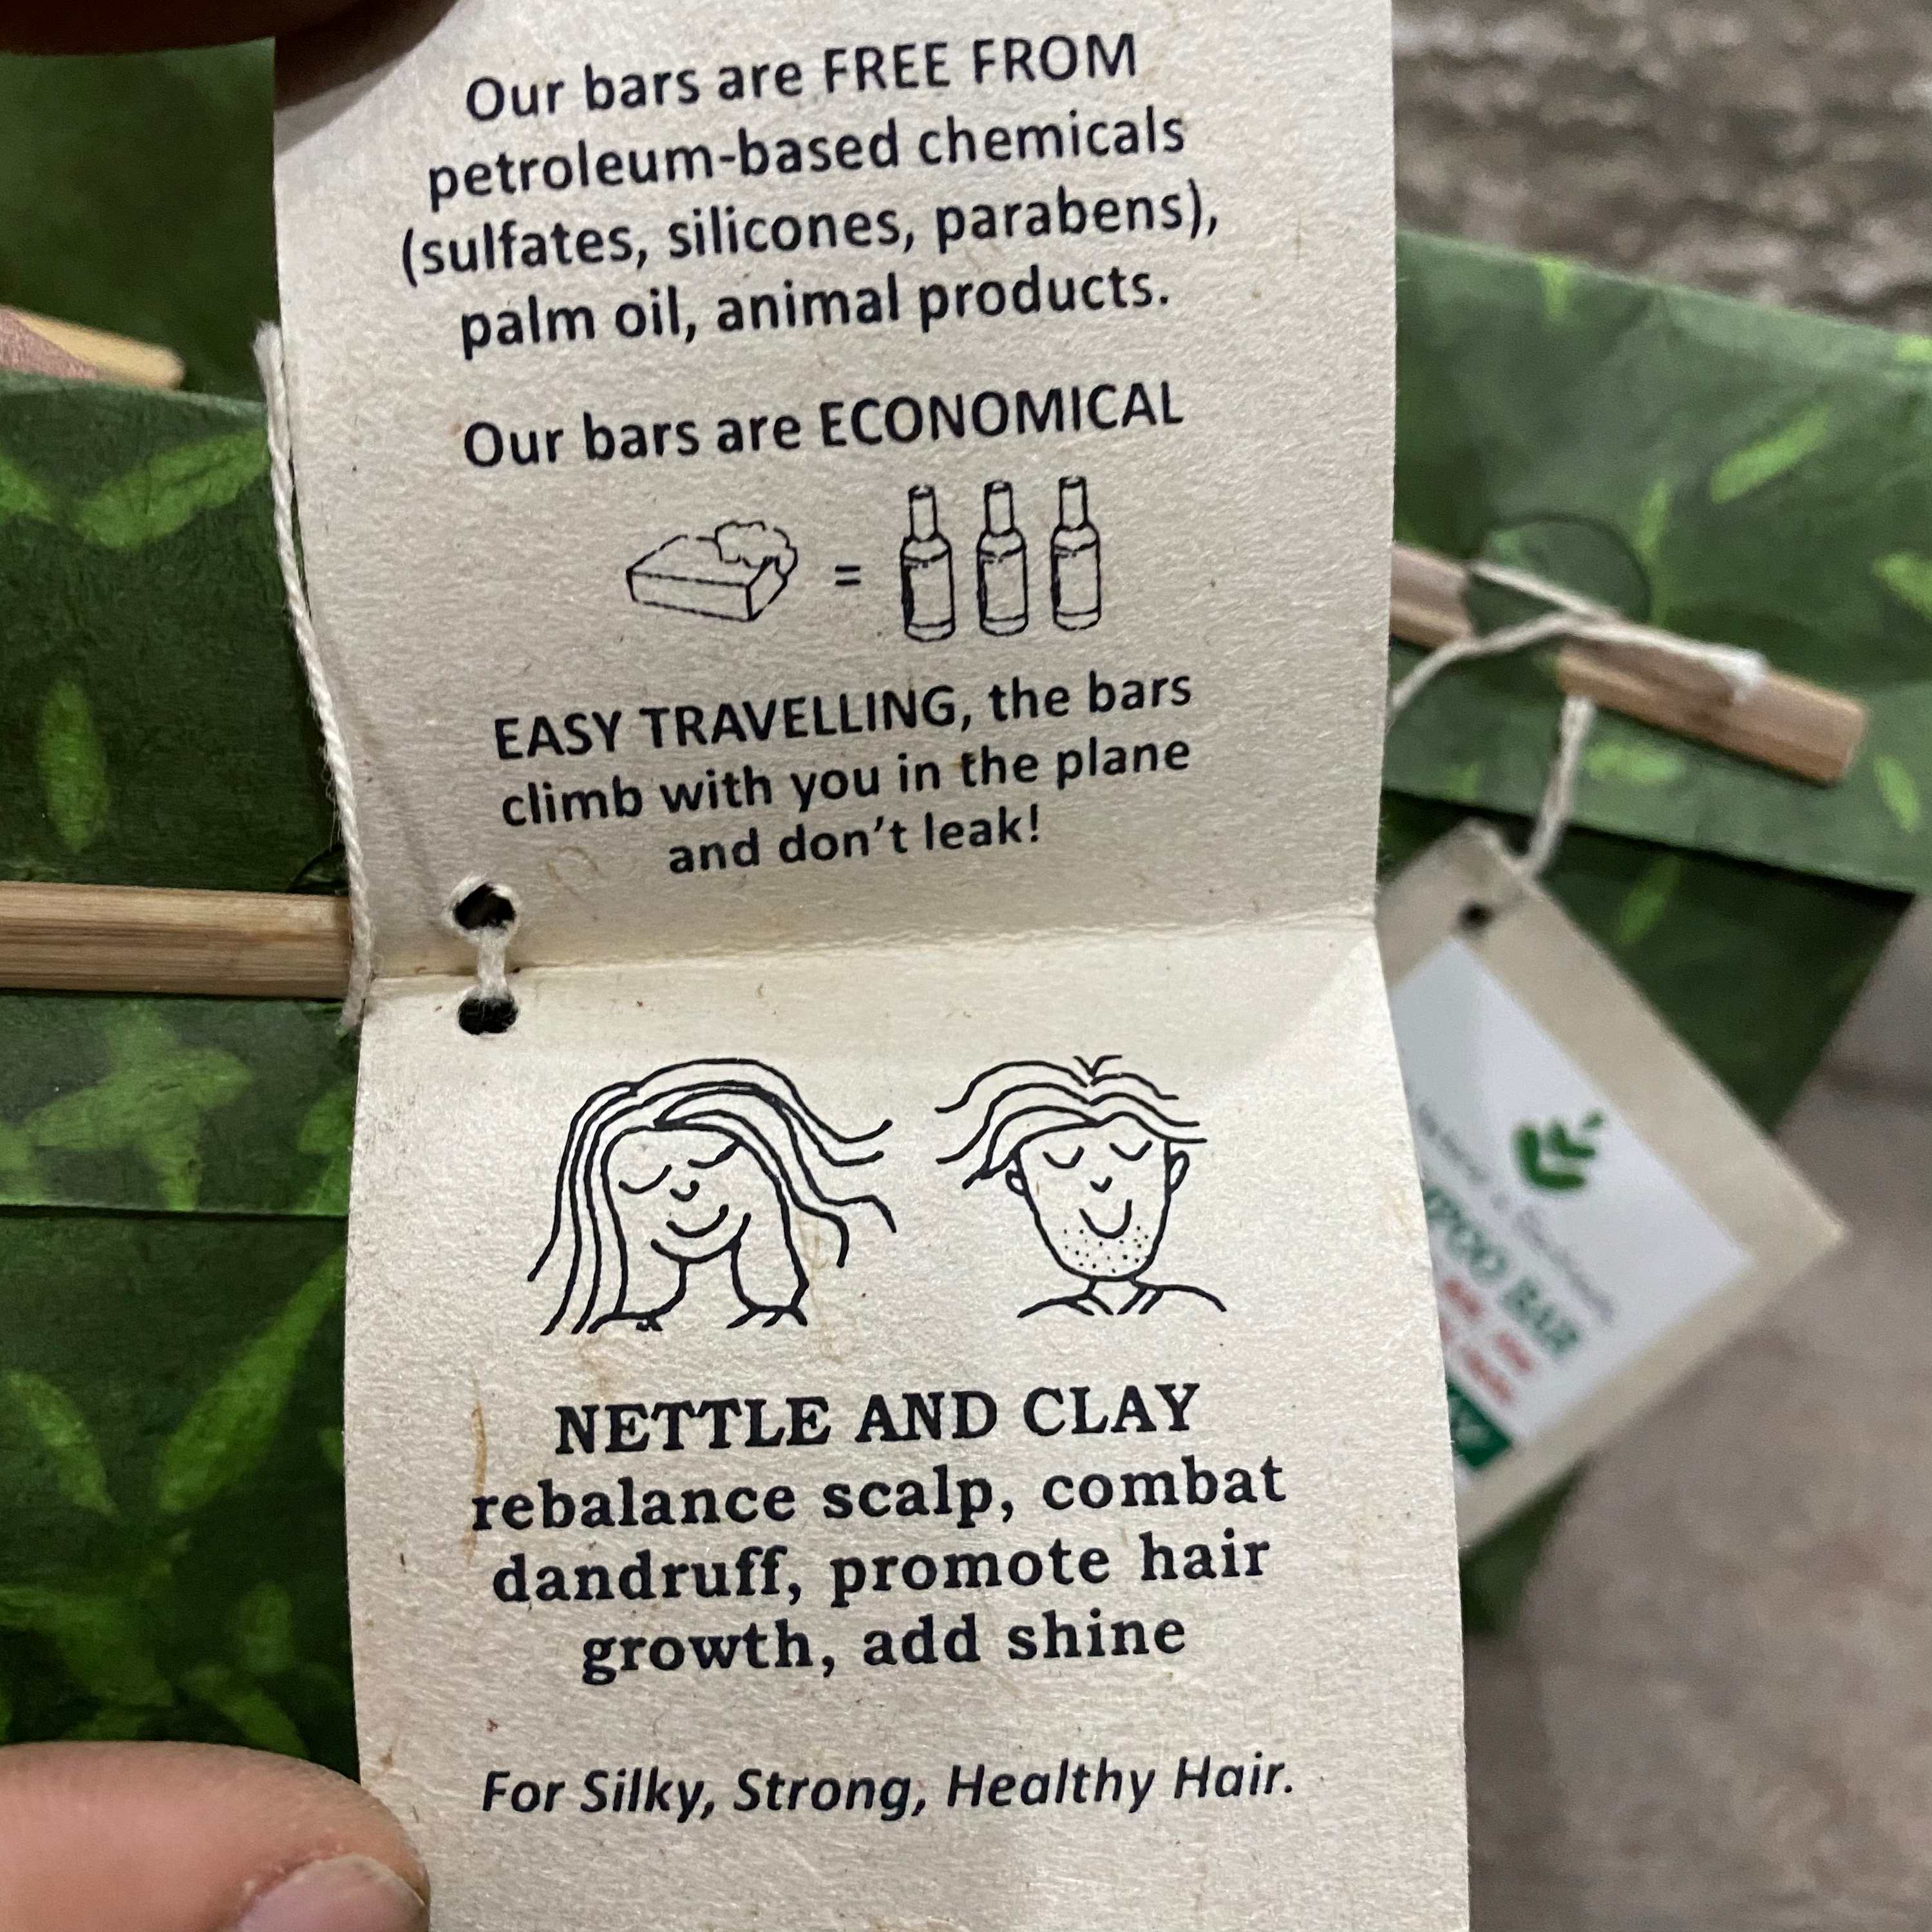 Our bars are FREE FROM
petroleum-based chemicals
(sulfates, silicones, parabens),
palm oil, animal products.
Our bars are ECONOMICAL
=
EASY TRAVELLING, the bars
climb with you in the plane
and don't leak!
NETTLE AND CLAY
rebalance scalp, combat
dandruff, promote hair
growth, add shine
For Silky, Strong, Healthy Hair.
BAR